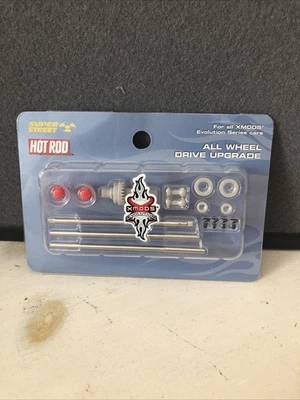 SUPER
STREET
HOT ROD
For all XMODS®
Evolution Series cars
ALL WHEEL
DRIVE UPGRADE
XMODS